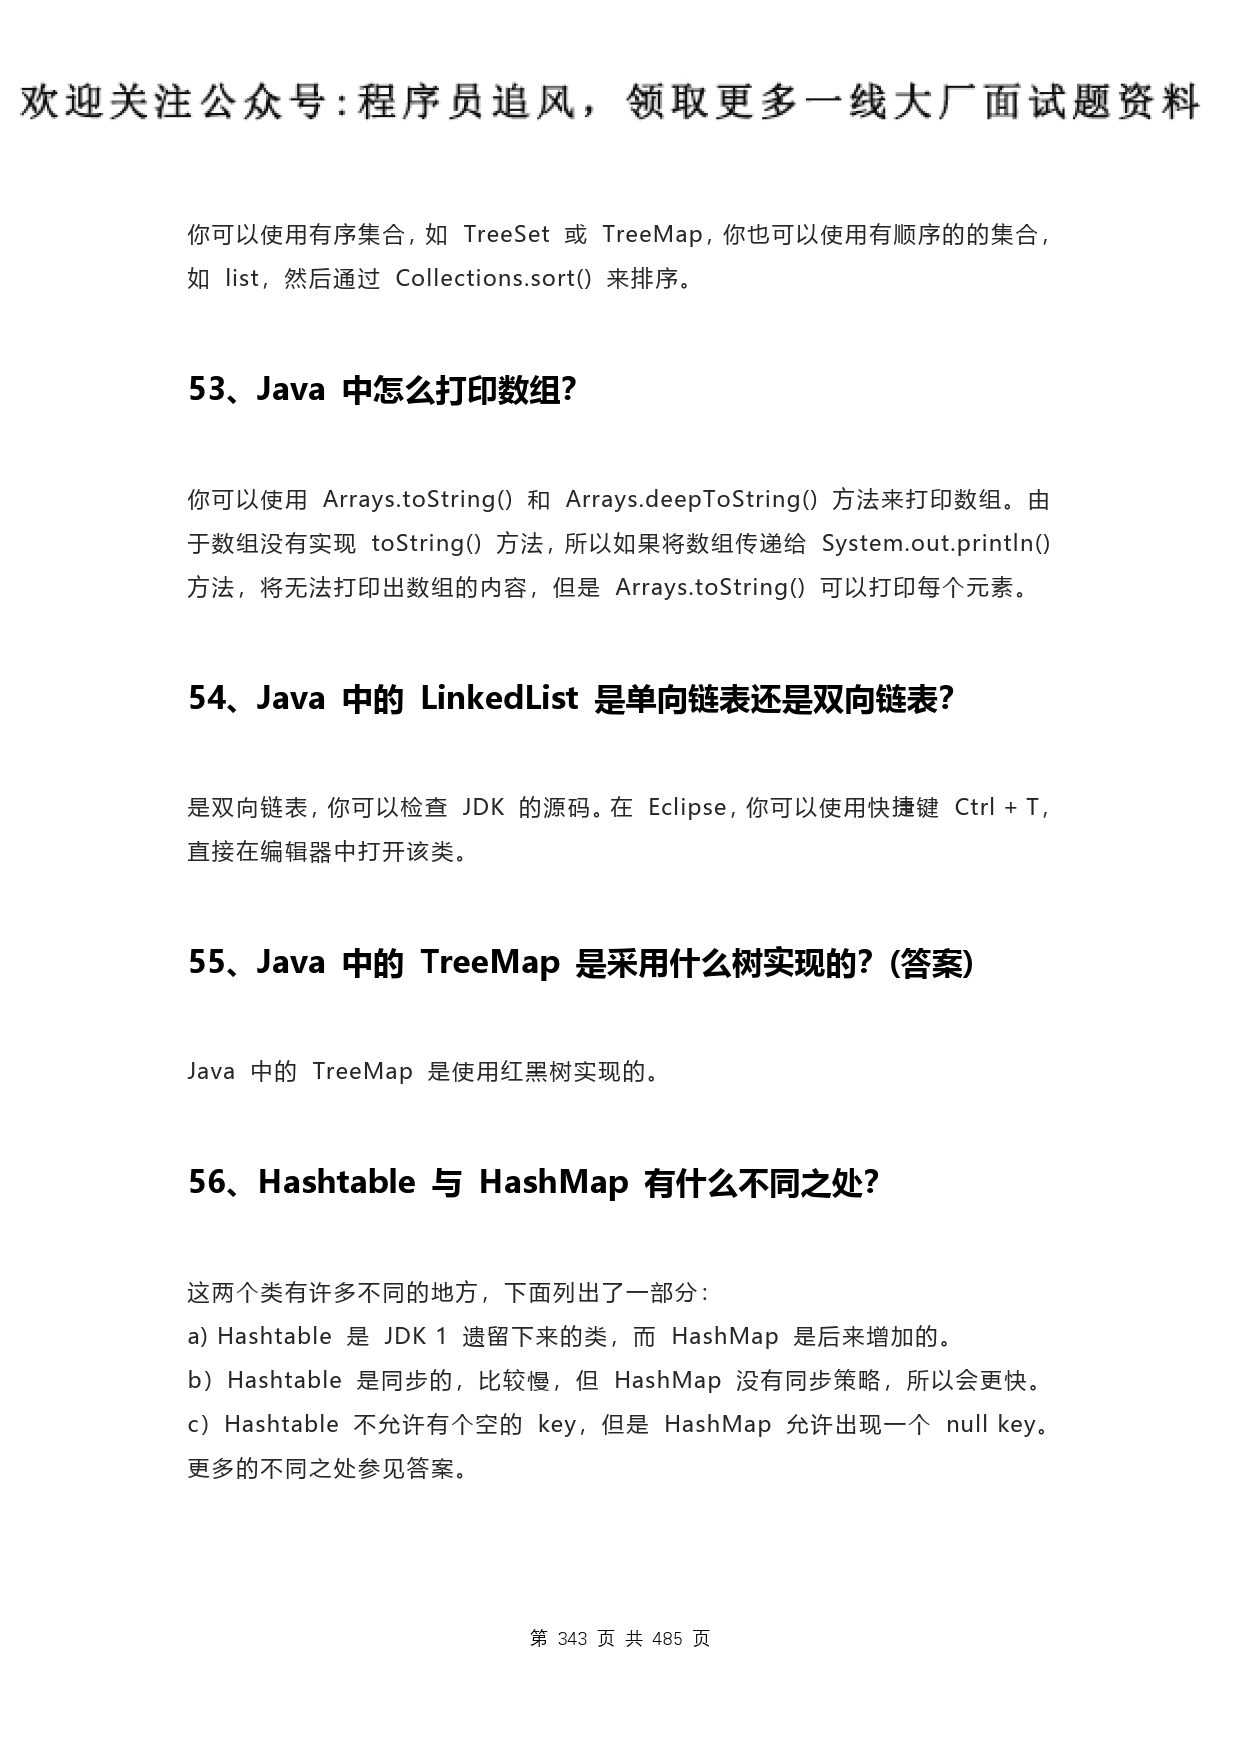 欢迎关注公众号:程序员追风，领取更多一线大厂面试题资料
你可以使用有序集合，如 TreeSet 或 TreeMap，你也可以使用有顺序的的集合，
如 list，然后通过 Collections.sort() 来排序。
53、Java 中怎么打印数组？
你可以使用 Arrays.toString() 和 Arrays.deepToString() 方法来打印数组。由
于数组没有实现 toString() 方法，所以如果将数组传递给 System.out.println()
方法，将无法打印出数组的内容，但是 Arrays.toString() 可以打印每个元素。
54、Java 中的 LinkedList 是单向链表还是双向链表？
是双向链表，你可以检查 JDK 的源码。在 Eclipse，你可以使用快捷键 Ctrl + T，
直接在编辑器中打开该类。
55、Java 中的 TreeMap 是采用什么树实现的？(答案)
Java 中的 TreeMap 是使用红黑树实现的。
56、Hashtable 与 HashMap 有什么不同之处？
这两个类有许多不同的地方，下面列出了一部分：
a) Hashtable 是 JDK 1 遗留下来的类，而 HashMap 是后来增加的。
b）Hashtable 是同步的，比较慢，但 HashMap 没有同步策略，所以会更快。
c）Hashtable 不允许有个空的 key，但是 HashMap 允许出现一个 null key。
更多的不同之处参见答案。
第 343 页 共 485 页